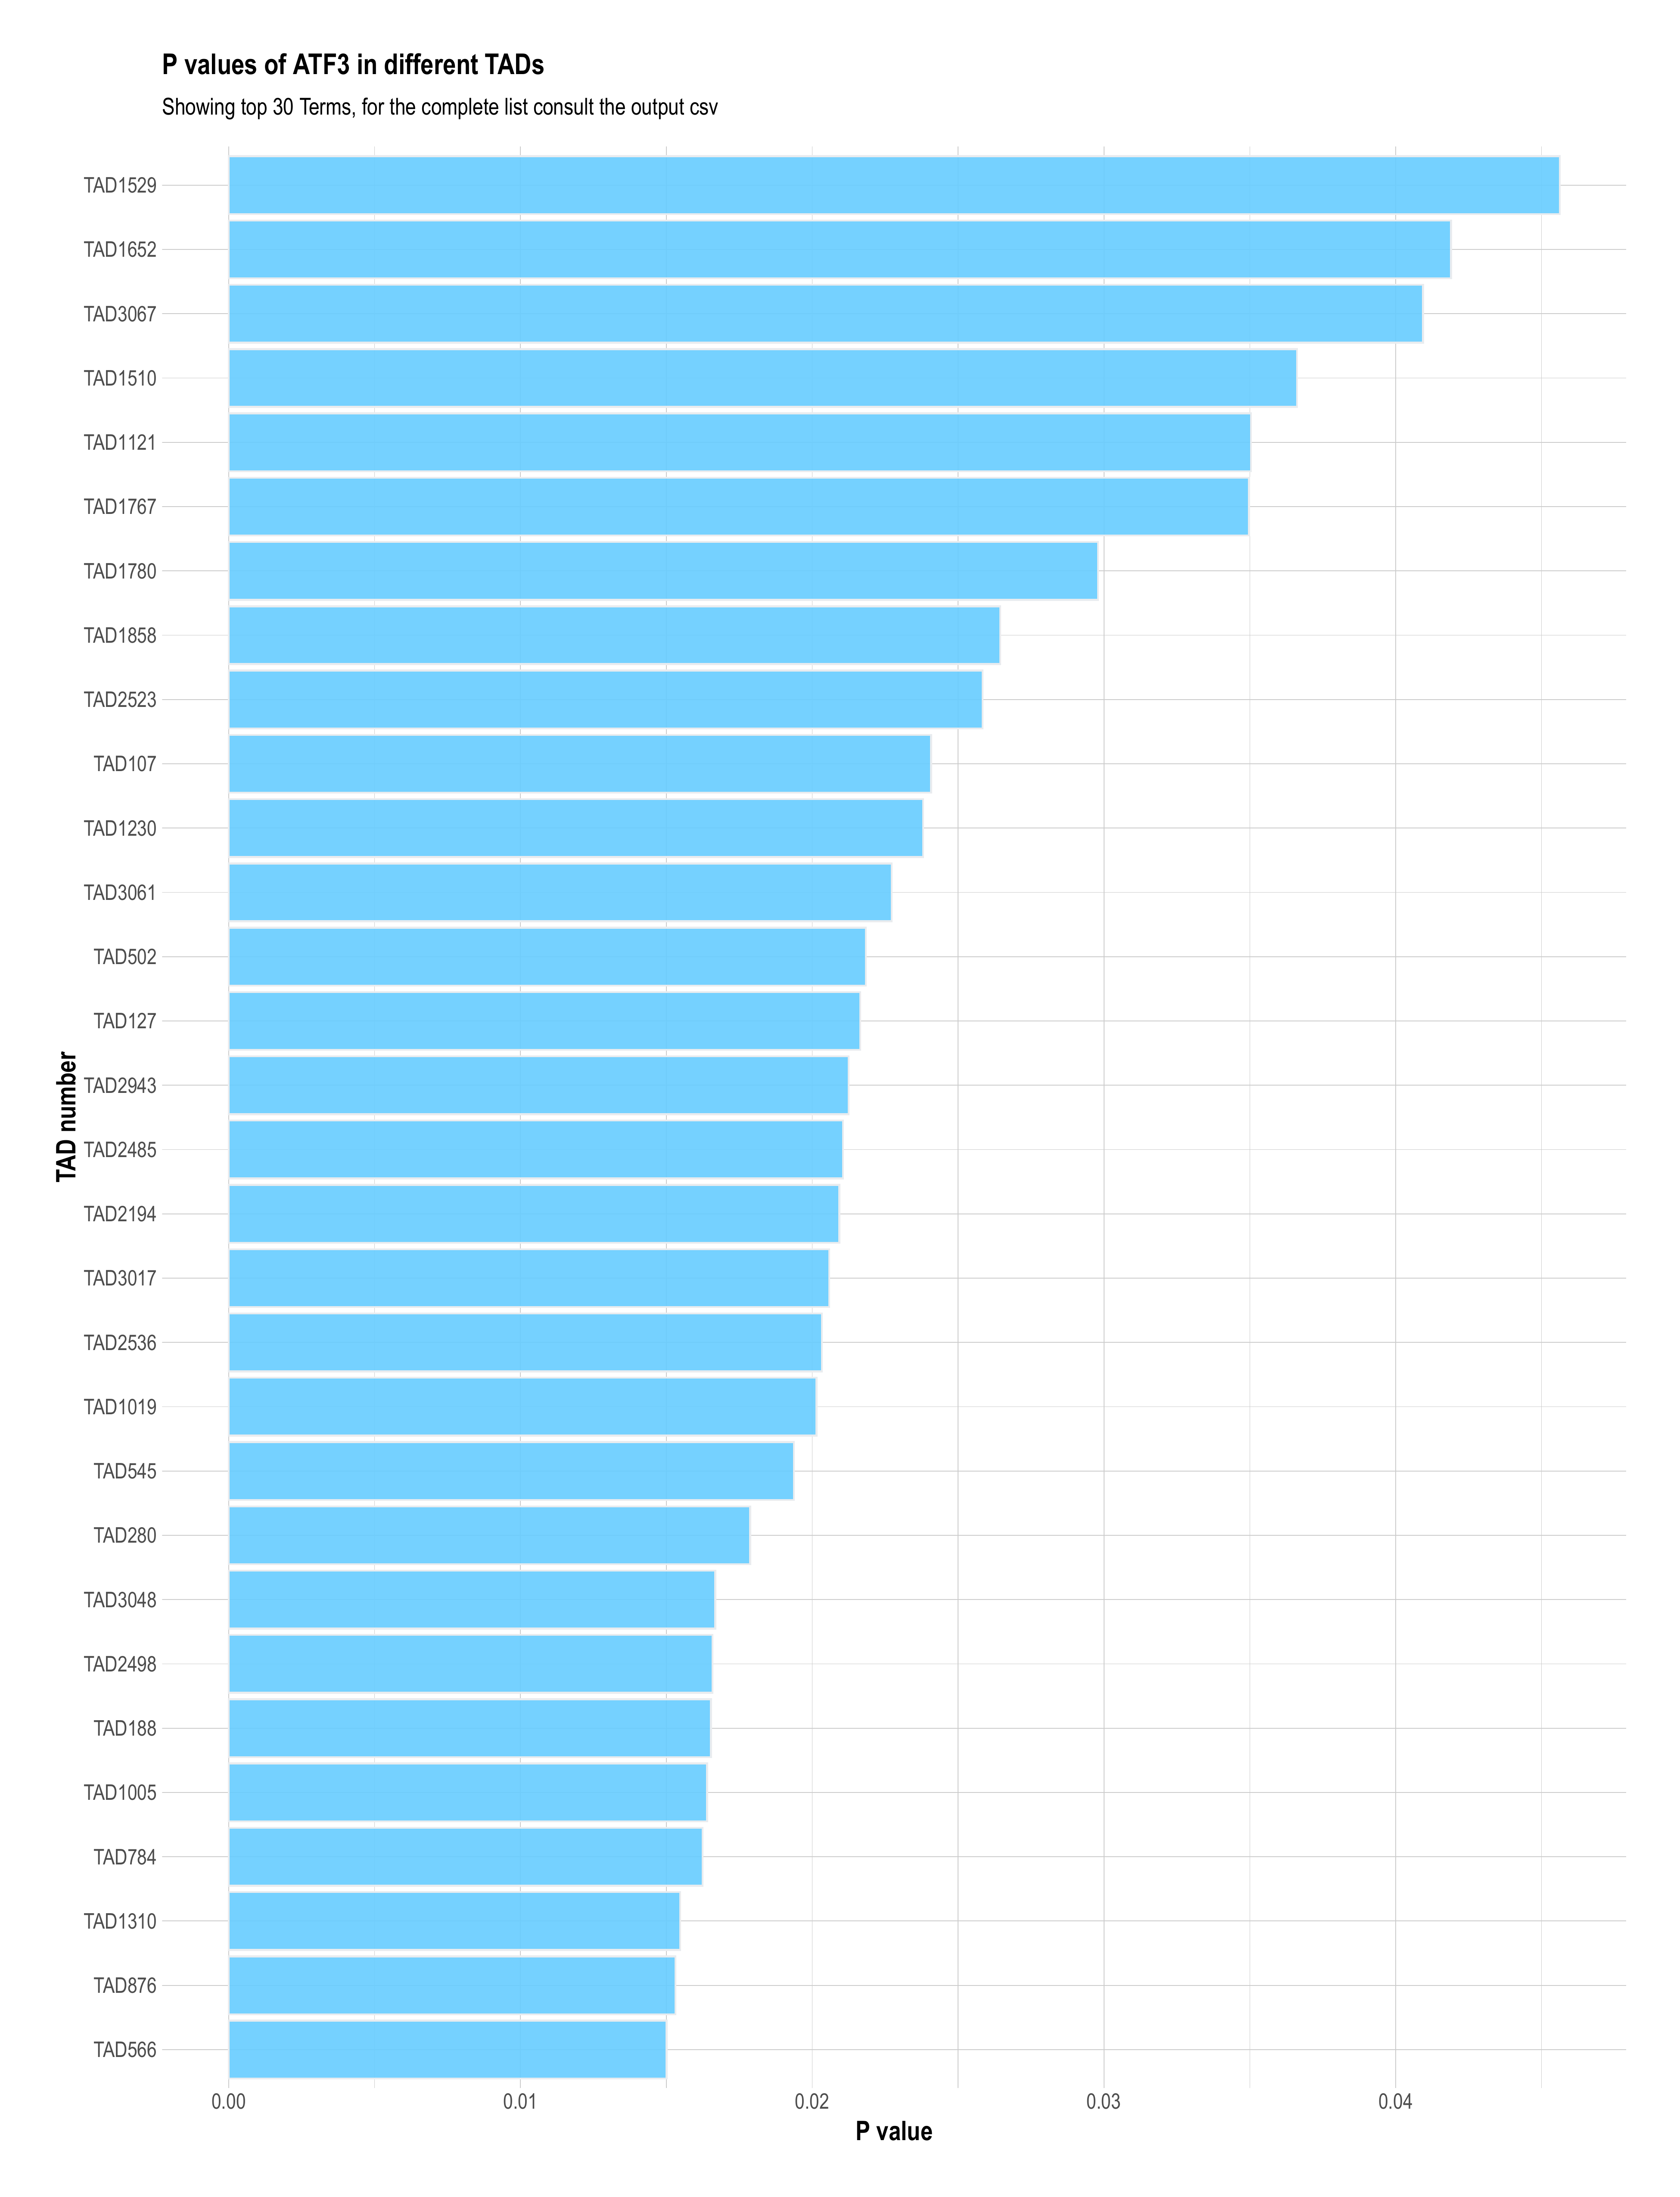 P values of ATF3 in different TADs
Showing top 30 Terms, for the complete list consult the output csv
TAD1529
TAD1652
TAD3067
TAD1510
TAD1121
TAD1767
TAD1780
TAD1858
TAD2523
TAD107
TAD1230
TAD3061
TAD502
TAD127
TAD2943
TAD2485
TAD2194
TAD3017
TAD2536
TAD1019
TAD545
TAD280
TAD3048
TAD2498
TAD188
TAD1005
TAD784
TAD1310
TAD876
TAD566
TAD number
0.00 0.01 0.02 0.03 0.04
P value